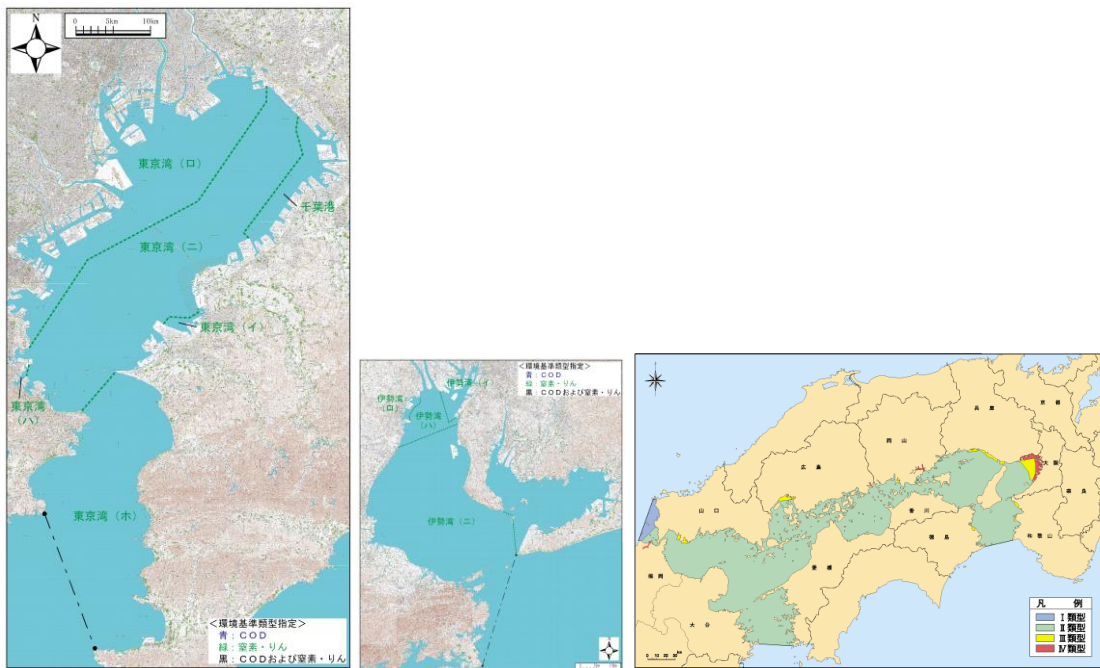 N
0 5km 10km
東京湾(ロ)
千葉港
東京湾(ニ)
東京湾(イ)
東京湾
(ハ)
東京湾(ホ)
<環境基準類型指定>
青:COD
緑:窒素・りん
黒:CODおよび窒素・りん
<環境基準類型指定>
青:COD
緑:窒素・りん
黒:CODおよび窒素・りん
伊勢湾(イ)
伊勢湾
(ロ)
伊勢湾
(ハ)
伊勢湾(ニ)
N
京都
兵庫
岡山
広島
大阪
山口
奈良
香川
徳島
和歌山
愛媛
福岡
大分
凡 例
Ⅰ類型
Ⅱ類型
Ⅲ類型
Ⅳ類型
0 10 20 30km